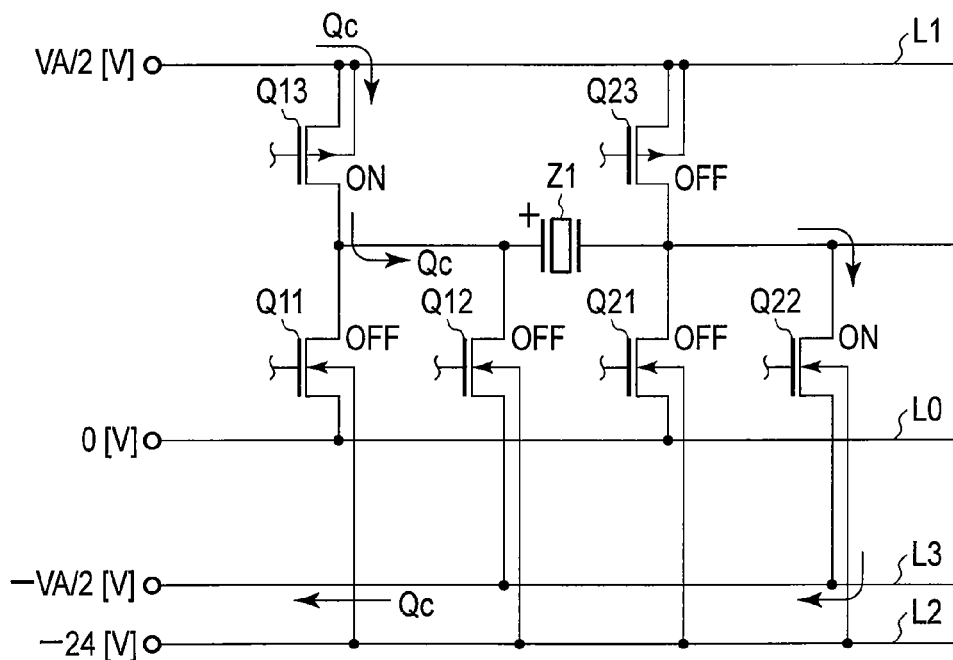 Qc
L1
VA/2 [V]
Q13
Q23
ON
Z1
OFF
+
Qc
Q11
Q12
Q21
Q22
OFF
OFF
OFF
ON
L0
0 [V]
L3
−VA/2 [V]
Qc
L2
−24 [V]